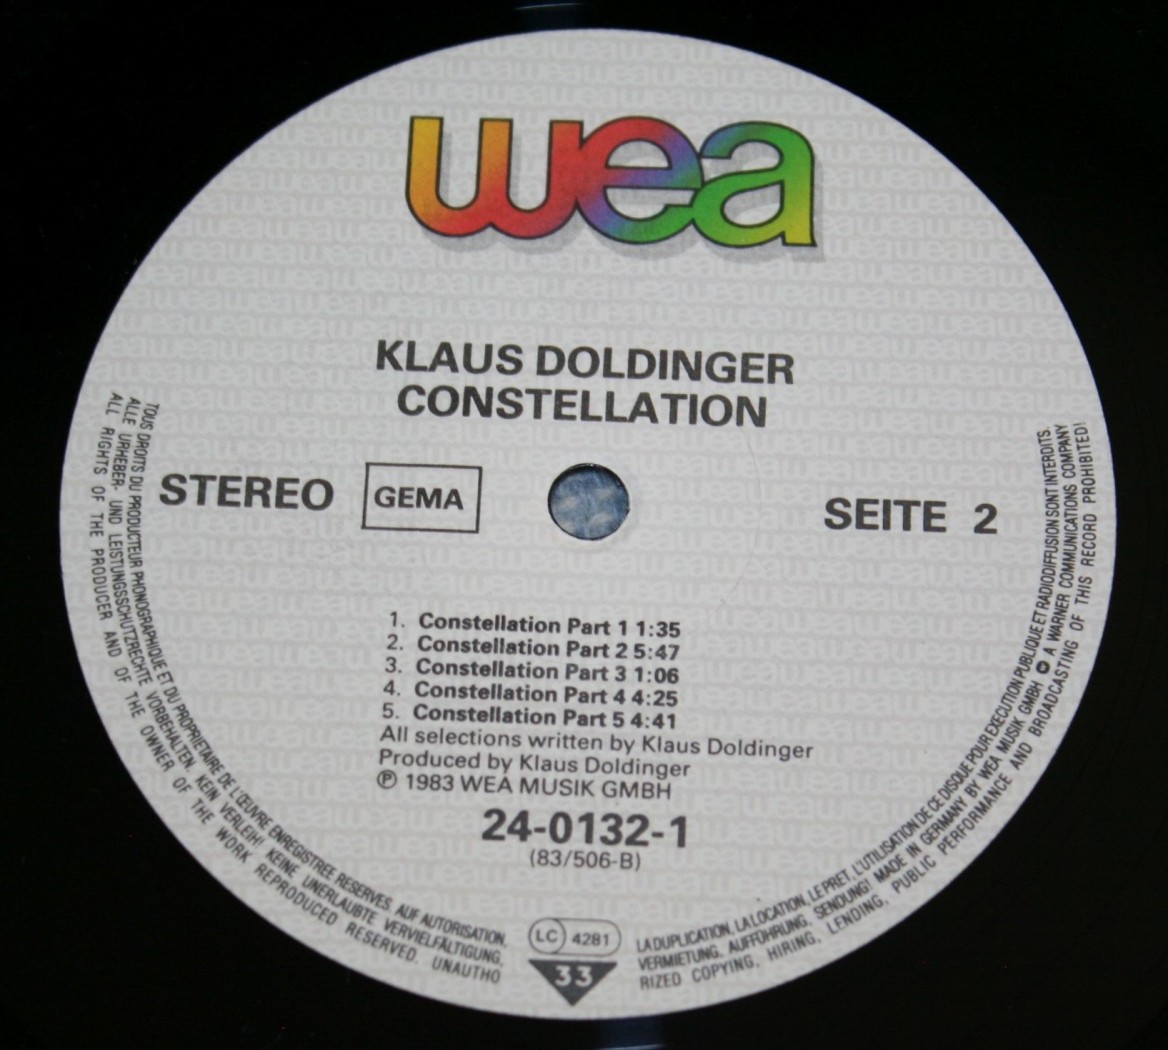 wea
KLAUS DOLDINGER
CONSTELLATION
STEREO GEMA SEITE 2
1. Constellation Part 1 1:35
2. Constellation Part 2 5:47
3. Constellation Part 3 1:06
4. Constellation Part 4 4:25
5. Constellation Part 5 4:41
All selections written by Klaus Doldinger
Produced by Klaus Doldinger
℗ 1983 WEA MUSIK GMBH
24-0132-1
(83/506-B)
LC 4281
33
TOUS DROITS DU PRODUCTEUR PHONOGRAPHIQUE ET DU PROPRIETAIRE DE L'ŒUVRE ENREGISTREE RESERVES. AUF AUTORISATION, LA DUPLICATION, LA LOCATION, LE PRET, L'UTILISATION DE CE DISQUE POUR EXECUTION PUBLIQUE ET RADIODIFFUSION SONT INTERDITS.
ALLE URHEBER- UND LEISTUNGSSCHUTZRECHTE VORBEHALTEN. KEIN VERLEIH! KEINE UNERLAUBTE VERVIELFÄLTIGUNG, VERMIETUNG, AUFFÜHRUNG, SENDUNG! MADE IN GERMANY BY WEA MUSIK GMBH A WARNER COMMUNICATIONS COMPANY
ALL RIGHTS OF THE PRODUCER AND OF THE OWNER OF THE WORK REPRODUCED RESERVED. UNAUTHORIZED COPYING, HIRING, LENDING, PUBLIC PERFORMANCE AND BROADCASTING OF THIS RECORD PROHIBITED!